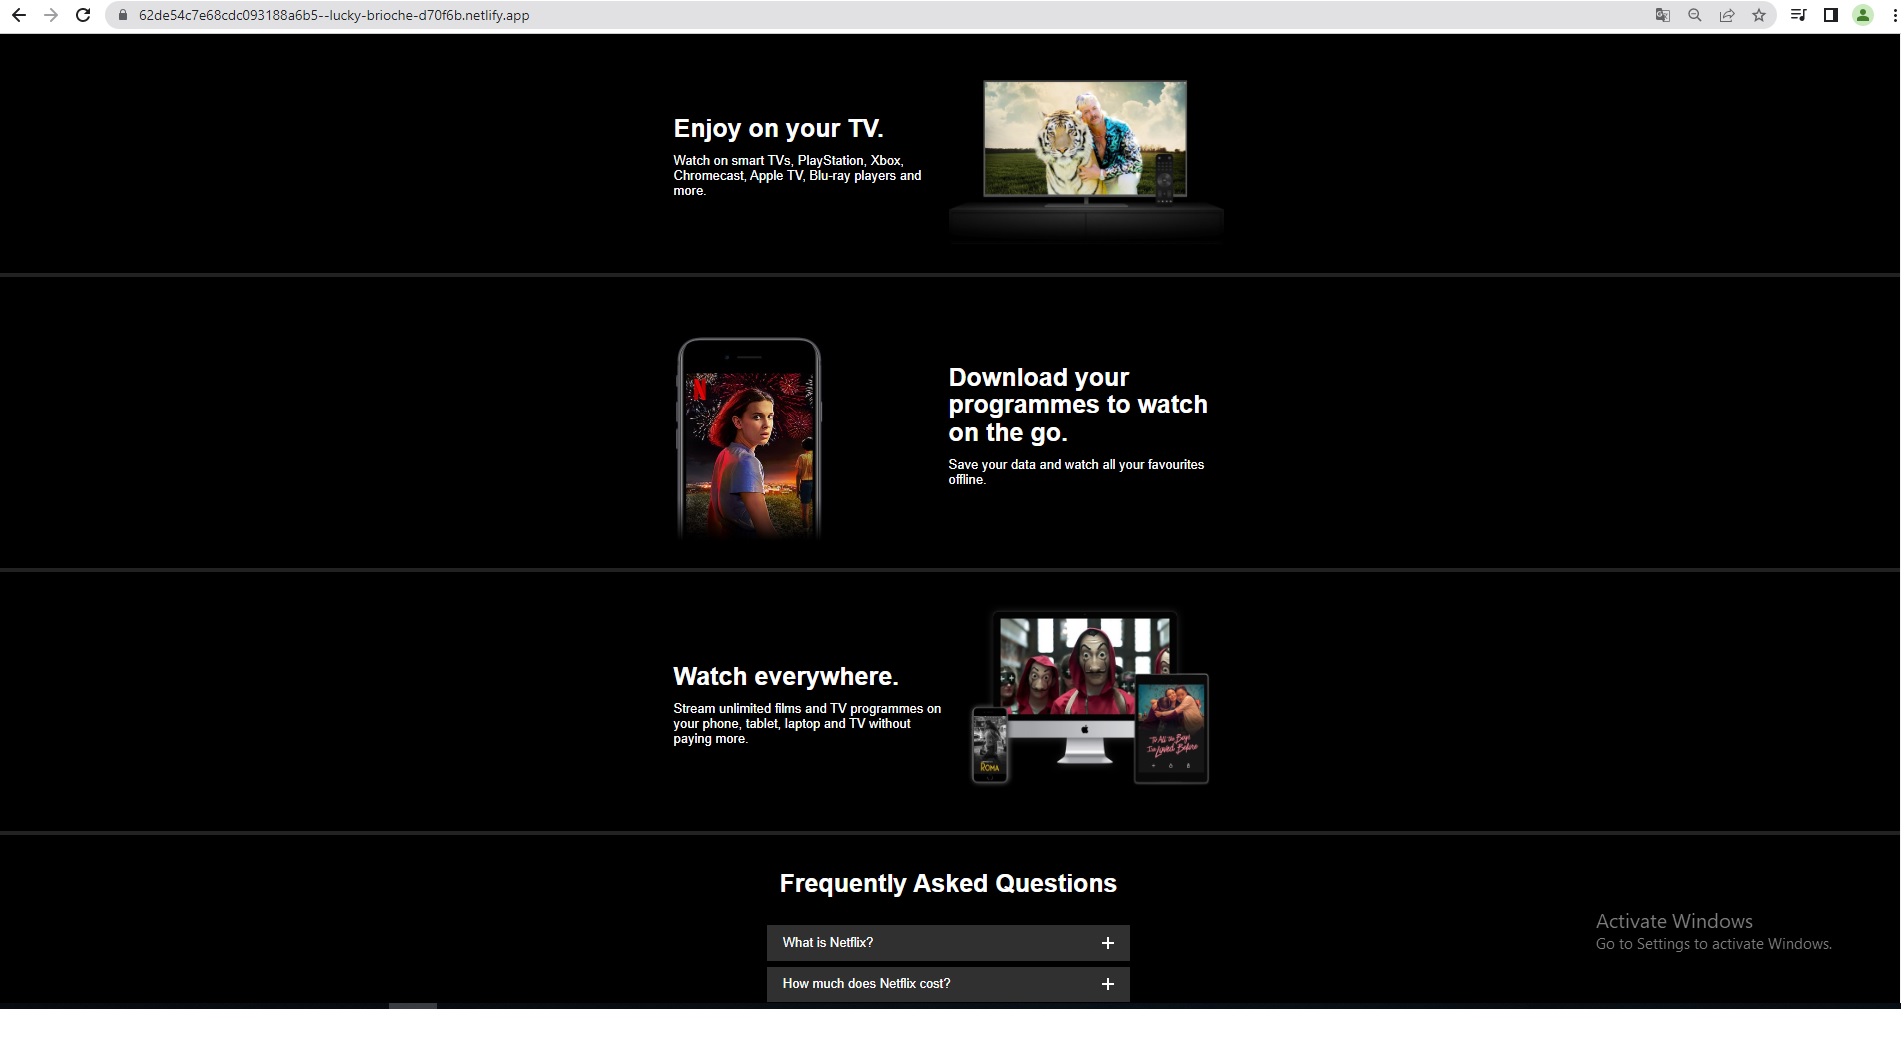 62de54c7e68cdc093188a6b5--lucky-brioche-d70f6b.netlify.app
Enjoy on your TV.
Watch on smart TVs, PlayStation, Xbox,
Chromecast, Apple TV, Blu-ray players and
more.
N
Download your
programmes to watch
on the go.
Save your data and watch all your favourites
offline.
Watch everywhere.
Stream unlimited films and TV programmes on
your phone, tablet, laptop and TV without
paying more.
ROMA
To All the Boys
I've Loved Before
Frequently Asked Questions
What is Netflix?
How much does Netflix cost?
Activate Windows
Go to Settings to activate Windows.